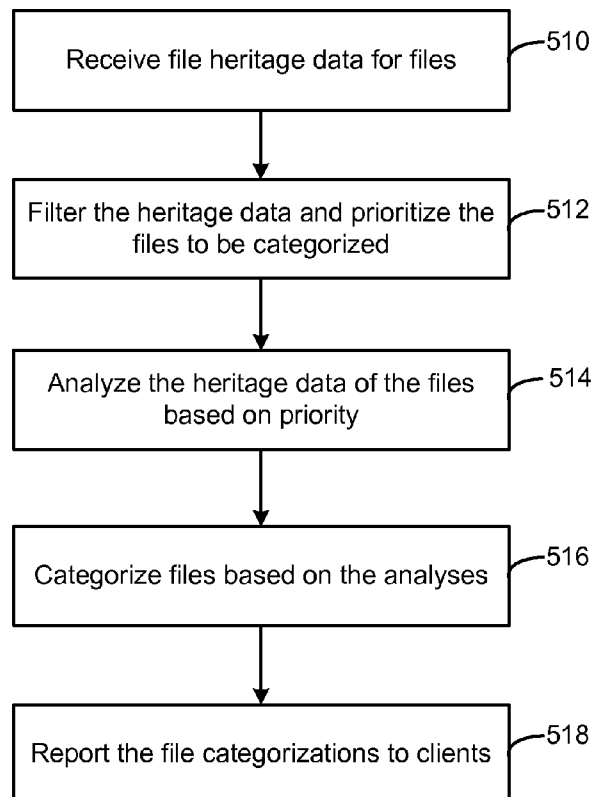 Receive file heritage data for files
510
Filter the heritage data and prioritize the
files to be categorized
512
Analyze the heritage data of the files
based on priority
514
Categorize files based on the analyses
516
Report the file categorizations to clients
518